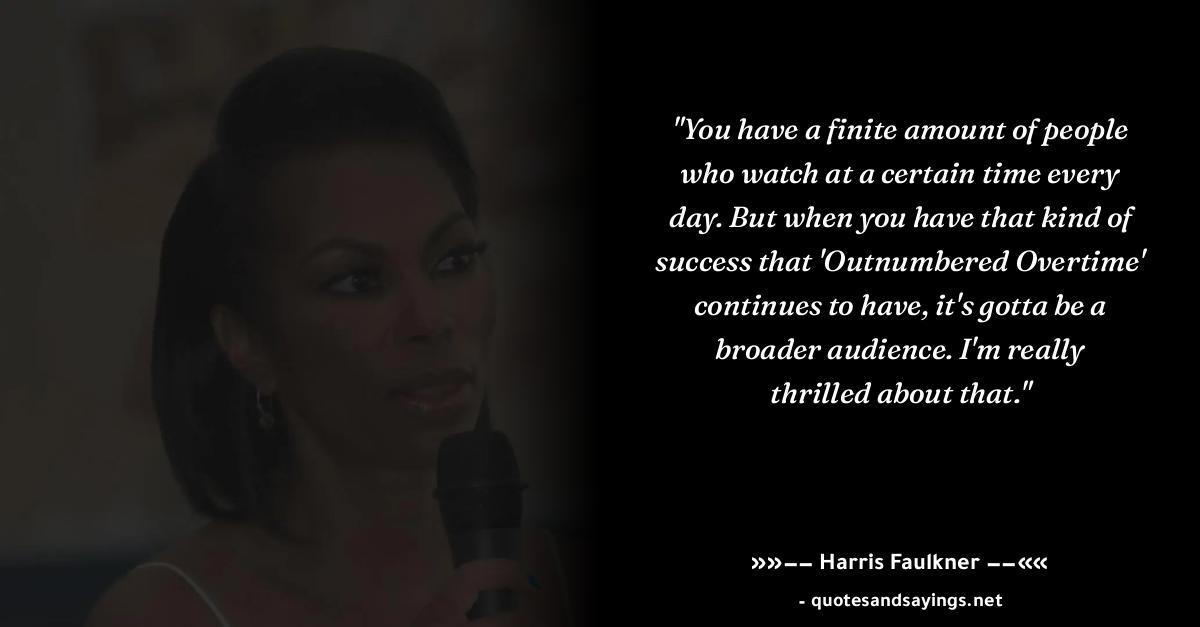 "You have a finite amount of people
who watch at a certain time every
day. But when you have that kind of
success that 'Outnumbered Overtime'
continues to have, it's gotta be a
broader audience. I'm really
thrilled about that."
»»−− Harris Faulkner −−««
- quotesandsayings.net